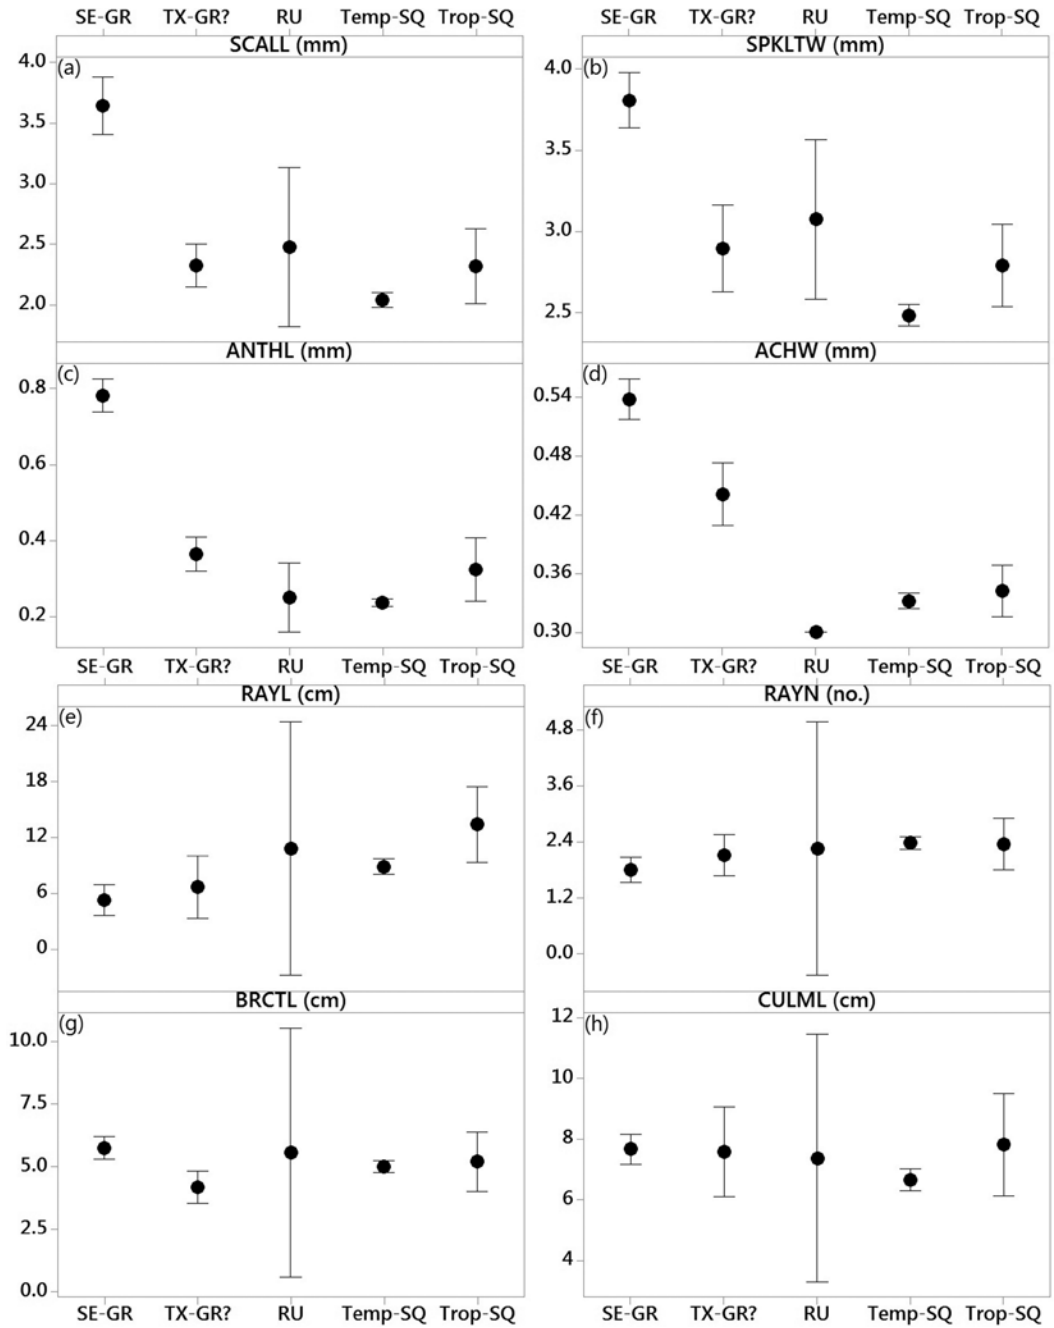 SE-GR TX-GR? RU Temp-SQ Trop-SQ SE-GR TX-GR? RU Temp-SQ Trop-SQ
SCALL (mm) SPKLTW (mm)
(a) (b)
4.0 4.0
3.5 3.5
3.0 3.0
2.5 2.5
2.0
ANTHL (mm) ACHW (mm)
(c) (d)
0.8 0.54
0.6 0.48
0.4 0.42
0.2 0.36
0.30
SE-GR TX-GR? RU Temp-SQ Trop-SQ SE-GR TX-GR? RU Temp-SQ Trop-SQ
RAYL (cm) RAYN (no.)
(e) (f)
24 4.8
18 3.6
12 2.4
6 1.2
0 0.0
BRCTL (cm) CULML (cm)
(g) (h)
10.0 12
7.5 10
5.0 8
2.5 6
0.0 4
SE-GR TX-GR? RU Temp-SQ Trop-SQ SE-GR TX-GR? RU Temp-SQ Trop-SQ